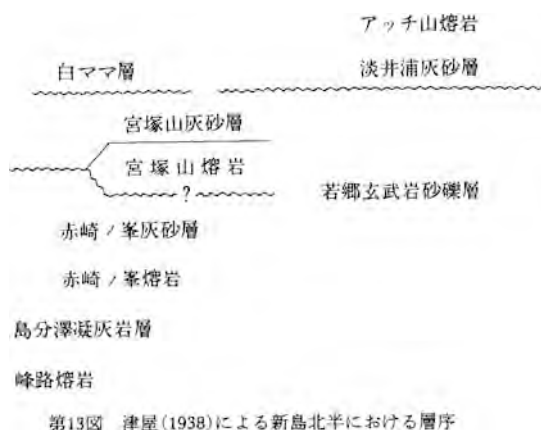 アッチ山熔岩
白ママ層 淡井浦灰砂層
宮塚山灰砂層
宮塚山熔岩
? 若郷玄武岩砂礫層
赤崎ノ峯灰砂層
赤崎ノ峯熔岩
島分澤凝灰岩層
峰路熔岩
第13図 津屋(1938)による新島北半における層序